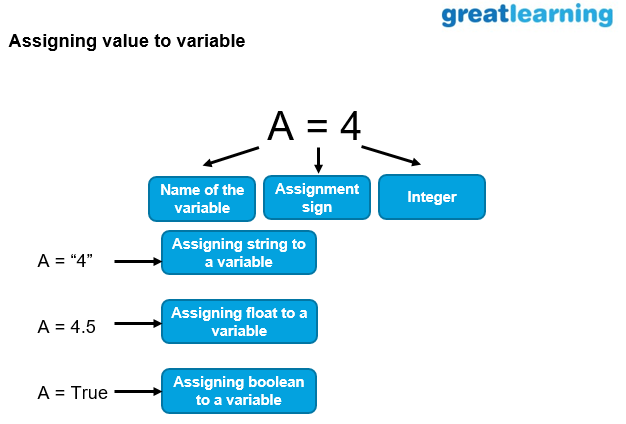 greatlearning
Assigning value to variable
A = 4
Name of the
variable
Assignment
sign
Integer
A = “4”
Assigning string to
a variable
A = 4.5
Assigning float to a
variable
A = True
Assigning boolean
to a variable